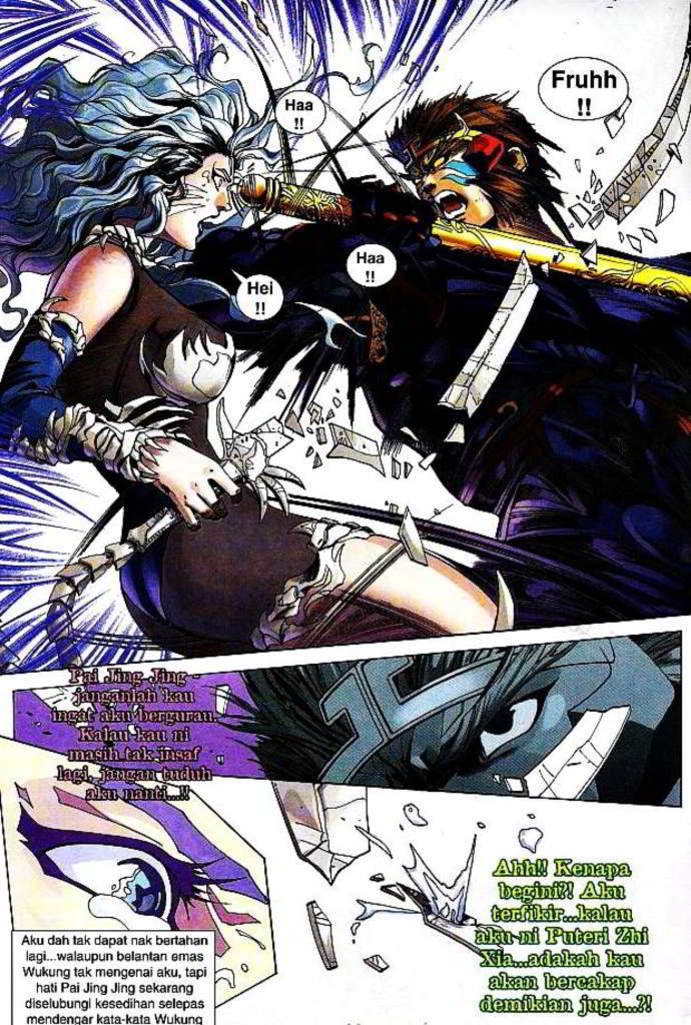 Fruhh
!!
Haa
!!
Haa
!!
Hei
!!
Pai Jing Jing -
janganlah kau
ingat aku bergurau.
Kalau kau ni
masih tak insaf
lagi, jangan tuduh
aku nanti...!!
Ahh!! Kenapa
begini?! Aku
terfikir...kalau
aku ni Puteri Zhi
Xia...adakah kau
akan bercakap
demikian juga...?!
Aku dah tak dapat nak bertahan
lagi...walaupun belantan emas
Wukung tak mengenai aku, tapi
hati Pai Jing Jing sekarang
diselubungi kesedihan selepas
mendengar kata-kata Wukung